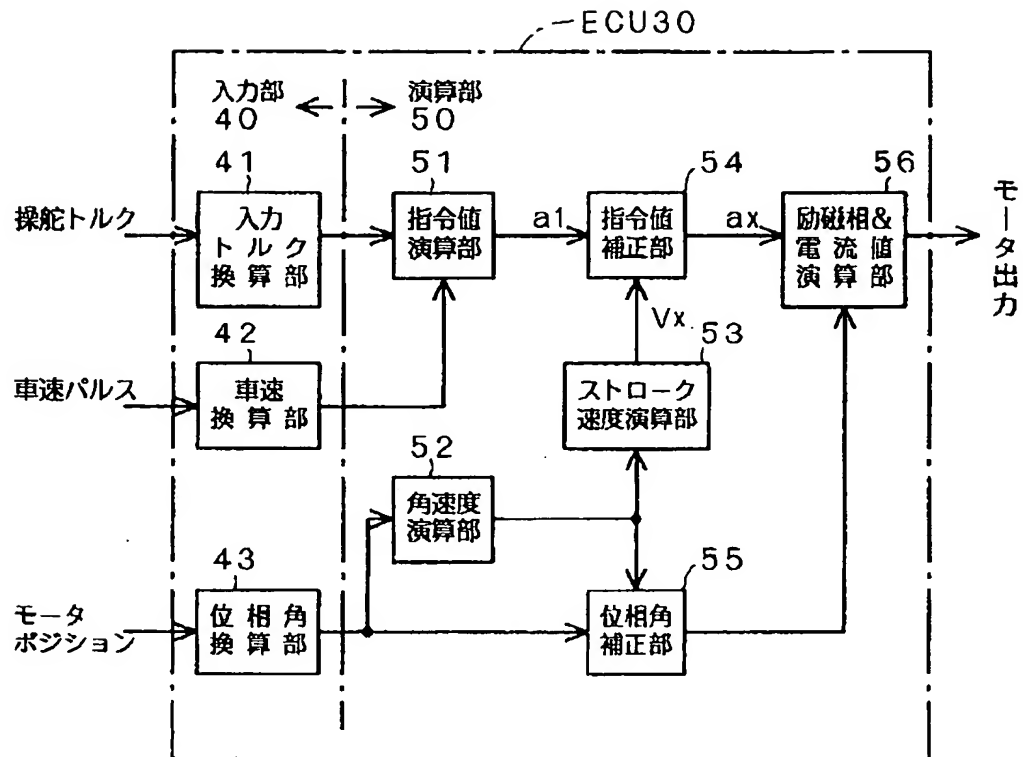 ECU30
入力部
40
演算部
50
41
51
54
56
操舵トルク
入力
トルク
換算部
指令値
演算部
a1
指令値
補正部
ax
励磁相&
電流値
演算部
モータ出力
Vx
42
53
車速パルス
車速
換算部
ストローク
速度演算部
52
角速度
演算部
43
55
モータ
ポジション
位相角
換算部
位相角
補正部